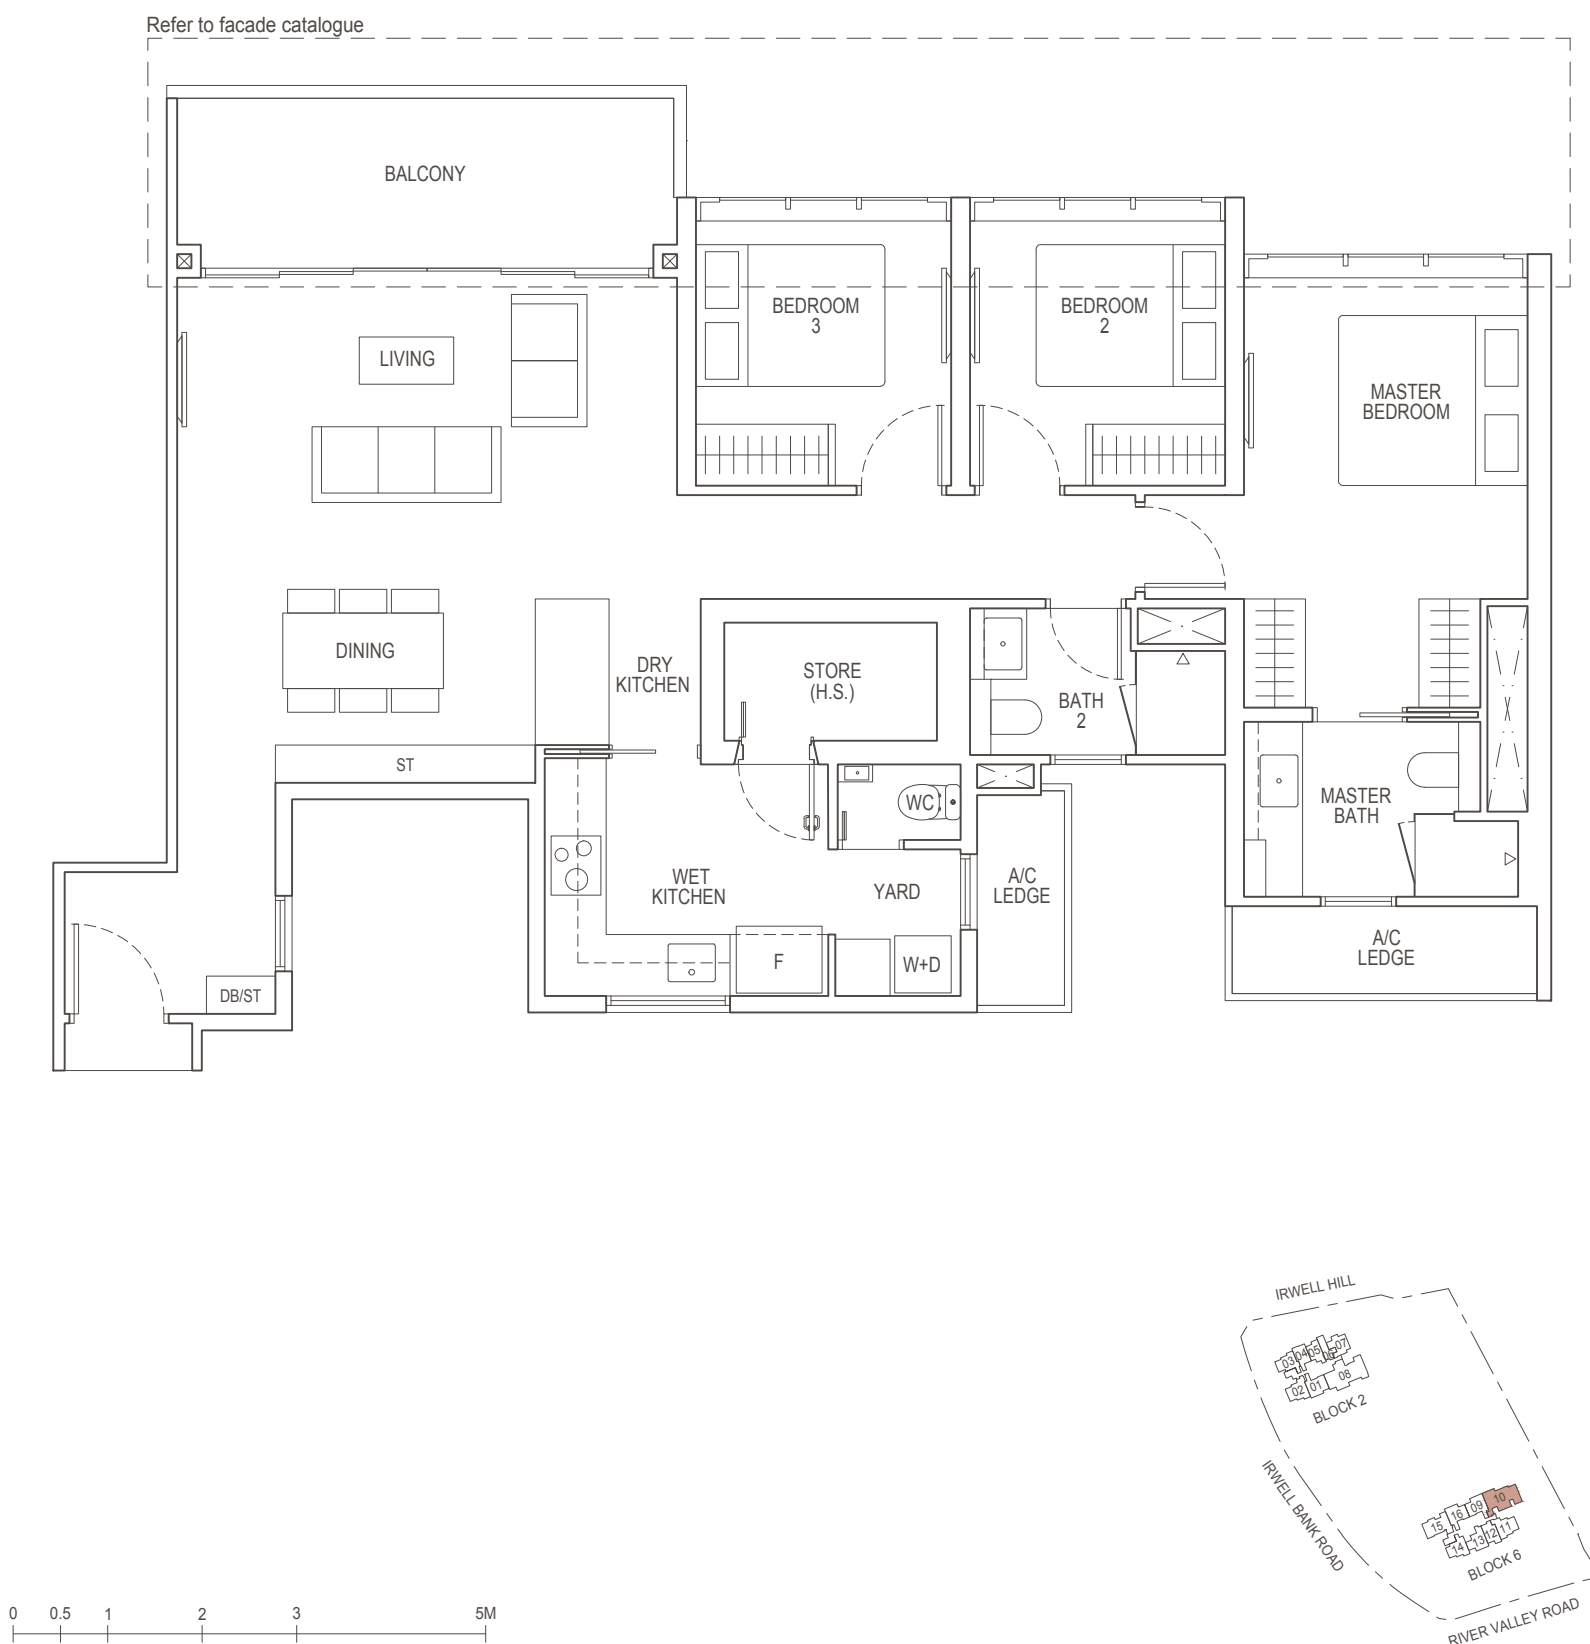 Refer to facade catalogue
BALCONY
BEDROOM
3
BEDROOM
2
LIVING
MASTER
BEDROOM
DINING
DRY
KITCHEN
STORE
(H.S.)
BATH
2
ST
WC
MASTER
BATH
WET
KITCHEN
YARD
A/C
LEDGE
F
W+D
A/C
LEDGE
DB/ST
IRWELL HILL
03
04
05
06
07
02
01
08
BLOCK 2
IRWELL BANK ROAD
15
16
09
10
14
13
12
11
BLOCK 6
RIVER VALLEY ROAD
0 0.5 1 2 3 5M